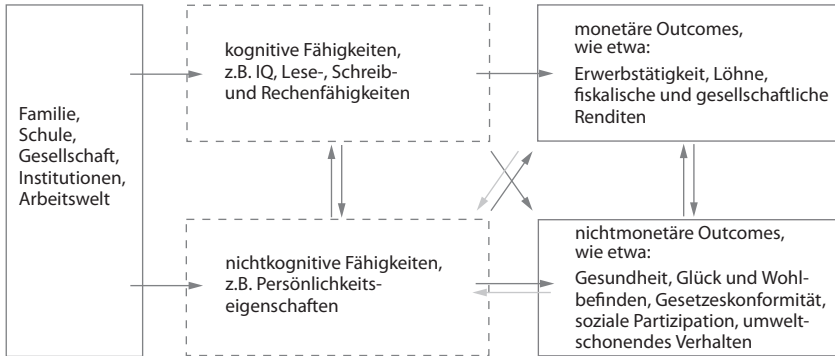 Familie,
Schule,
Gesellschaft,
Institutionen,
Arbeitswelt
kognitive Fähigkeiten,
z.B. IQ, Lese-, Schreib-
und Rechenfähigkeiten
monetäre Outcomes,
wie etwa:
Erwerbstätigkeit, Löhne,
fiskalische und gesellschaftliche
Renditen
nichtkognitive Fähigkeiten,
z.B. Persönlichkeits-
eigenschaften
nichtmonetäre Outcomes,
wie etwa:
Gesundheit, Glück und Wohl-
befinden, Gesetzeskonformität,
soziale Partizipation, umwelt-
schonendes Verhalten